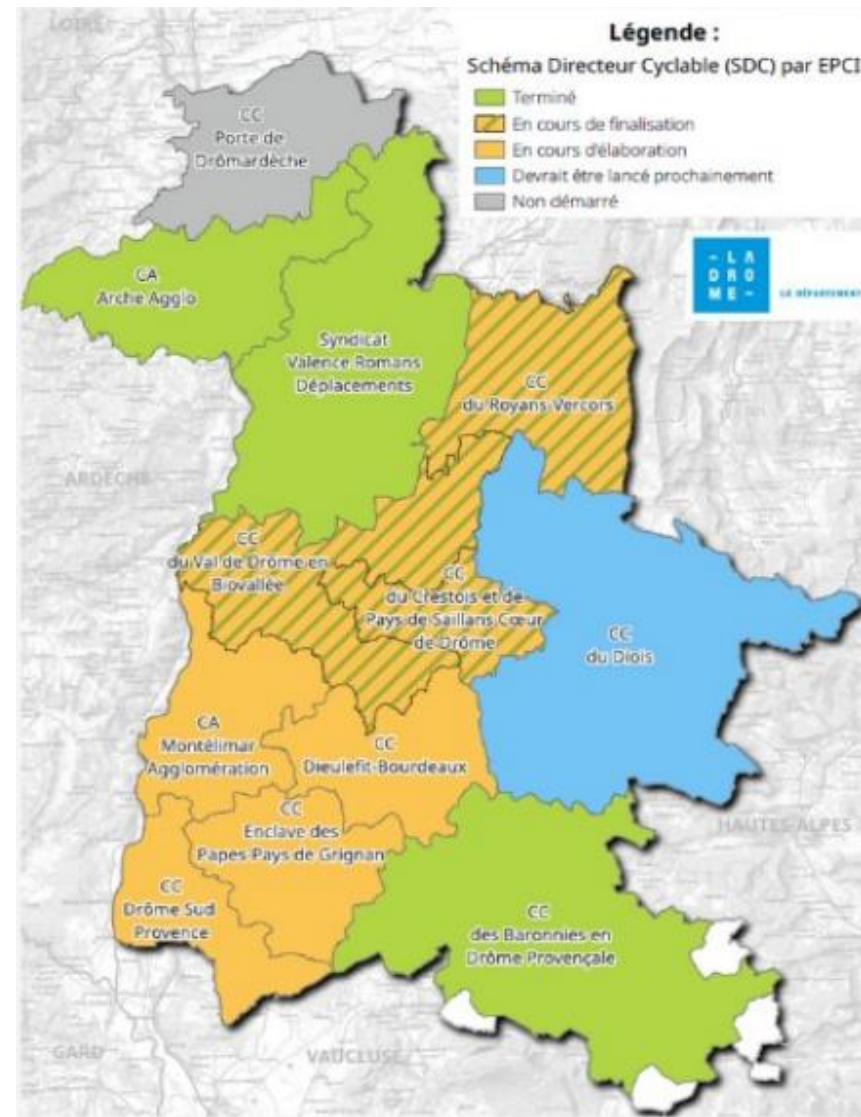 LOIRE
Légende :
Schéma Directeur Cyclable (SDC) par EPCI
Terminé
En cours de finalisation
En cours d'élaboration
Devrait être lancé prochainement
Non démarré
CC
Porte de
Drômardèche
- L A
D R O
M E -
LE DÉPARTEMENT
CA
Arche Agglo
Syndicat
Valence Romans
Déplacements
CC
du Royans-Vercors
ARDÈCHE
CC
du Val de Drôme en
Biovallée
CC
du Crestois et de
Pays de Saillans Cœur
de Drôme
CC
du Diois
CA
Montélimar
Agglomération
CC
Dieulefit-Bourdeaux
HAUTES-ALPES
CC
Enclave des
Papes-Pays de Grignan
CC
Drôme Sud
Provence
CC
des Baronnies en
Drôme Provençale
GARD
VAUCLUSE